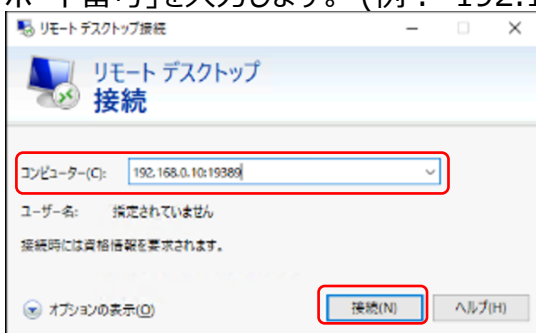 ポート番号」を入力します。 (例： 192.1
リモート デスクトップ接続
リモート デスクトップ
接続
コンピューター(C): 192.168.0.10:19389
ユーザー名: 指定されていません
接続時には資格情報を要求されます。
オプションの表示(O) 接続(N) ヘルプ(H)